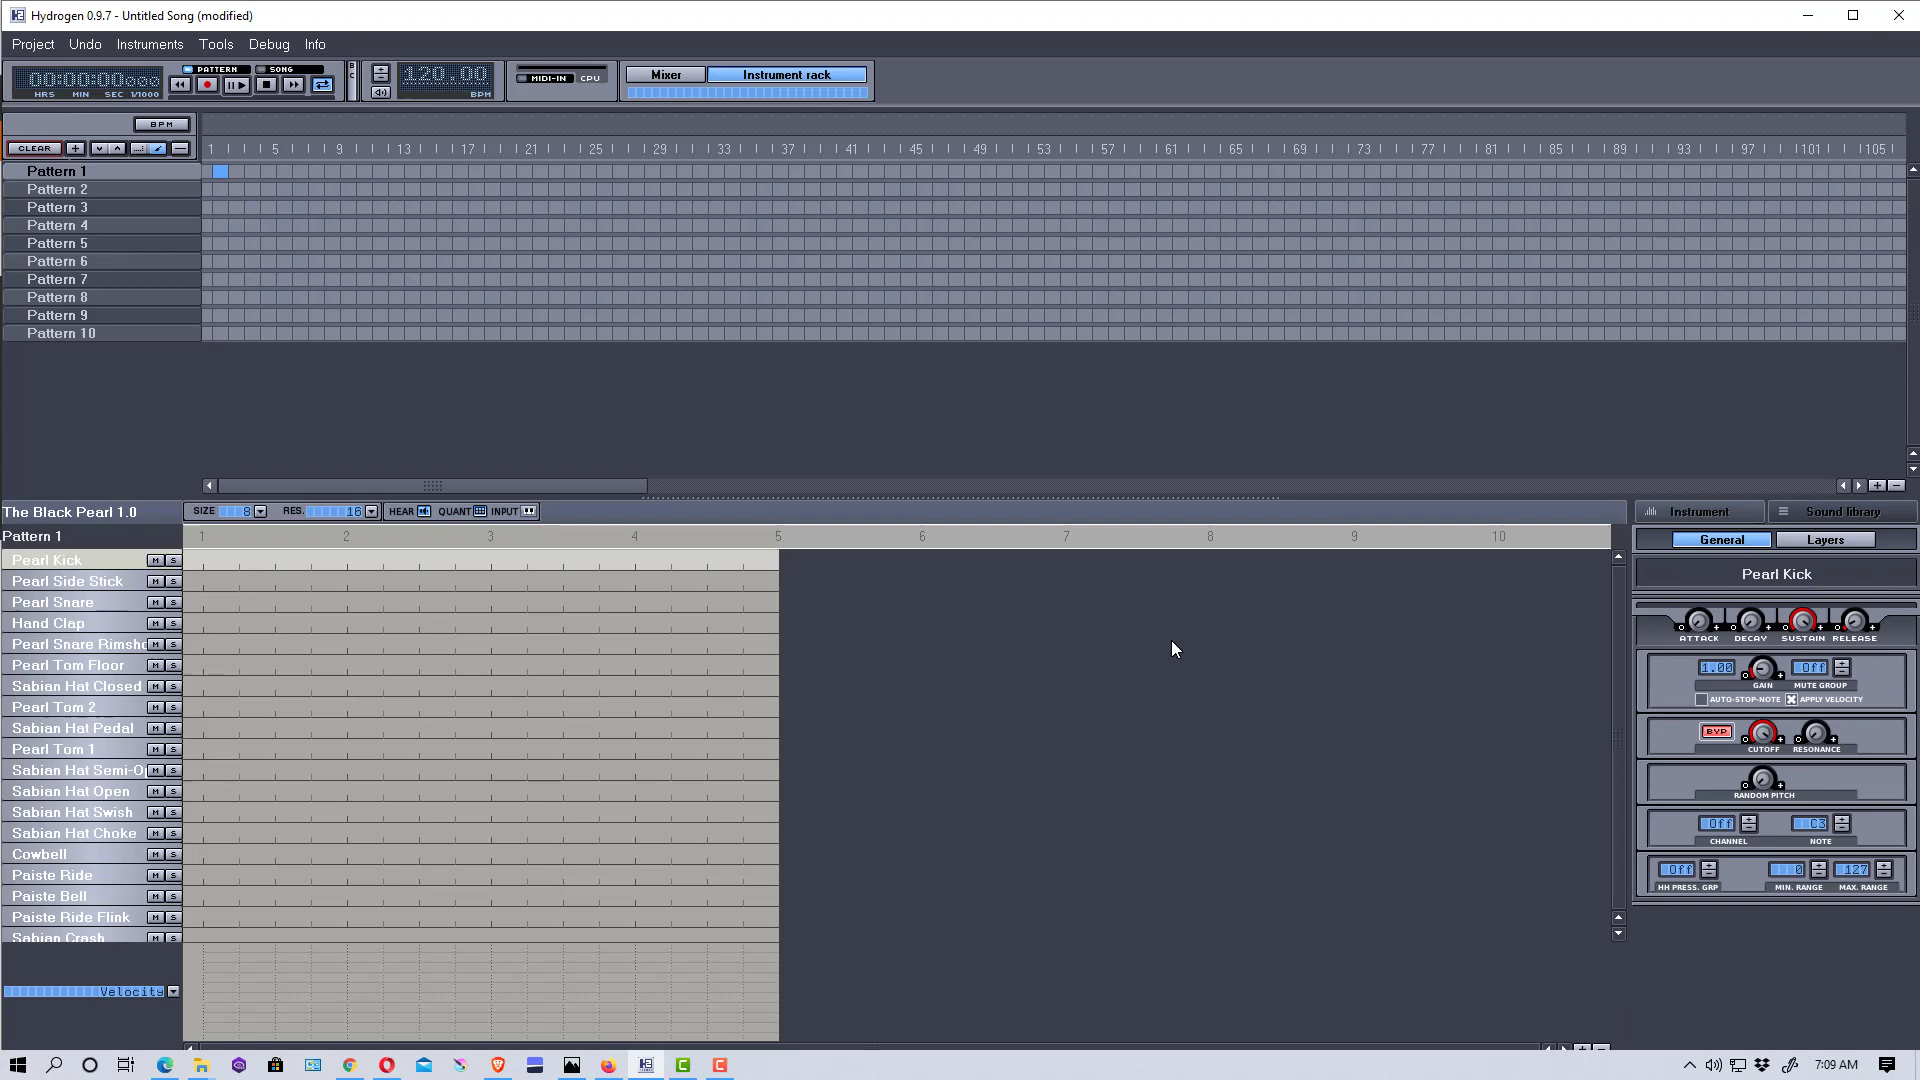 Hydrogen 0.9.7 - Untitled Song (modified)
Project Undo Instruments Tools Debug Info
00:00:00000
HRS MIN SEC 1/1000
PATTERN SONG
B C
120.00
BPM
MIDI-IN CPU
Mixer Instrument rack
BPM
CLEAR
1 5 9 13 17 21 25 29 33 37 41 45 49 53 57 61 65 69 73 77 81 85 89 93 97 101 105
Pattern 1
Pattern 2
Pattern 3
Pattern 4
Pattern 5
Pattern 6
Pattern 7
Pattern 8
Pattern 9
Pattern 10
The Black Pearl 1.0 SIZE 8 RES. 16 HEAR QUANT INPUT
Instrument Sound library
Pattern 1 1 2 3 4 5 6 7 8 9 10
General Layers
Pearl Kick M S
Pearl Side Stick M S
Pearl Snare M S
Hand Clap M S
Pearl Snare Rimsho M S
Pearl Tom Floor M S
Sabian Hat Closed M S
Pearl Tom 2 M S
Sabian Hat Pedal M S
Pearl Tom 1 M S
Sabian Hat Semi-Op M S
Sabian Hat Open M S
Sabian Hat Swish M S
Sabian Hat Choke M S
Cowbell M S
Paiste Ride M S
Paiste Bell M S
Paiste Ride Flink M S
Sabian Crash M S
Velocity
Pearl Kick
ATTACK DECAY SUSTAIN RELEASE
1.00 Off
GAIN MUTE GROUP
AUTO-STOP-NOTE APPLY VELOCITY
BYP
CUTOFF RESONANCE
RANDOM PITCH
Off C3
CHANNEL NOTE
Off 0 127
HH PRESS. GRP MIN. RANGE MAX. RANGE
7:09 AM